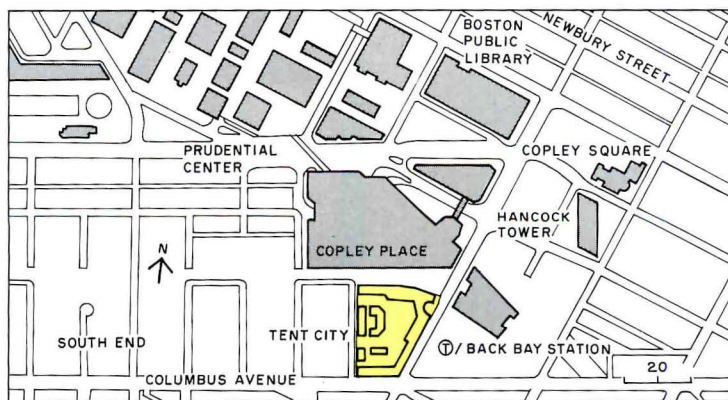 BOSTON
PUBLIC
LIBRARY
NEWBURY STREET
PRUDENTIAL
CENTER
COPLEY SQUARE
HANCOCK
TOWER
COPLEY PLACE
N
TENT CITY
SOUTH END
Ⓣ/BACK BAY STATION
COLUMBUS AVENUE
20